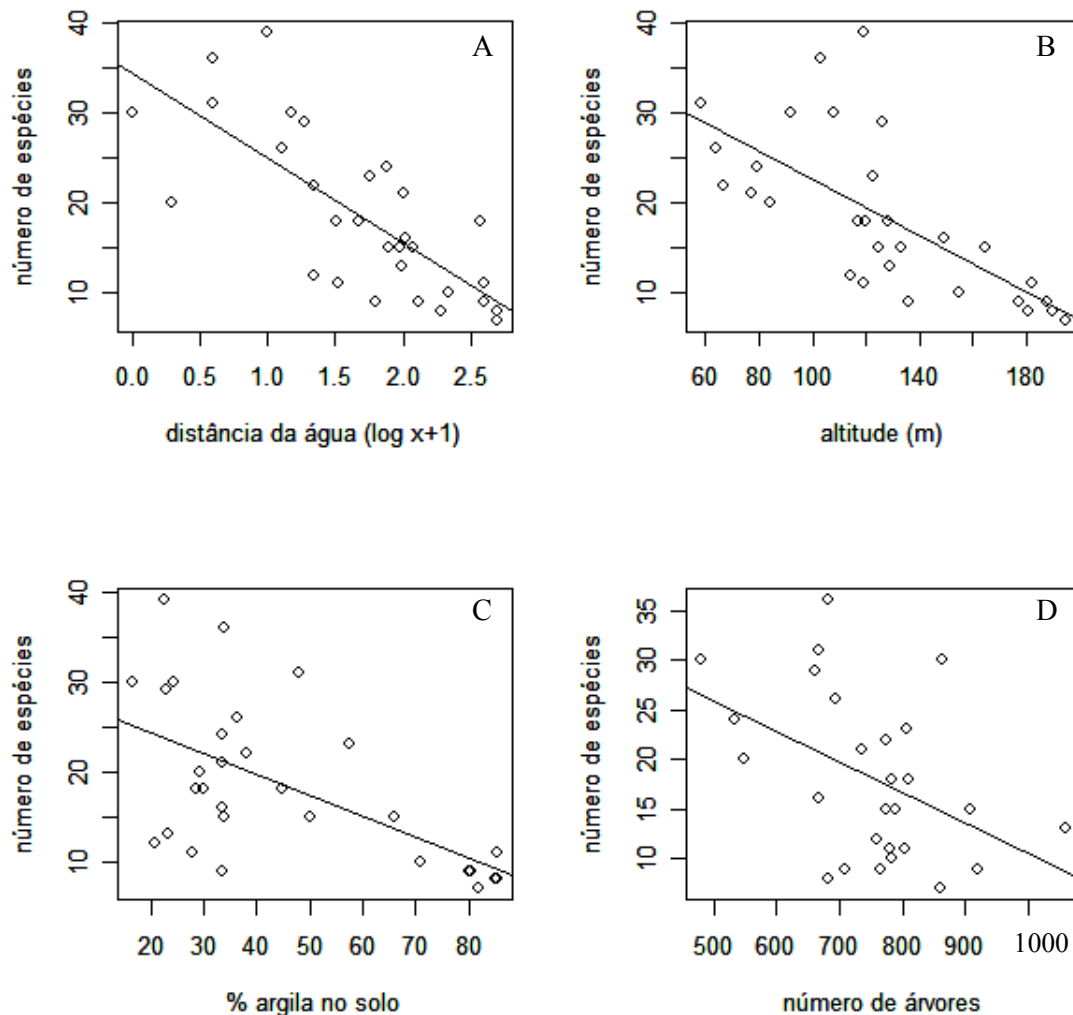 A
número de espécies
40
30
20
10
0.0 0.5 1.0 1.5 2.0 2.5
distância da água (log x+1)
B
número de espécies
40
30
20
10
60 80 100 140 180
altitude (m)
C
número de espécies
40
30
20
10
20 30 40 50 60 70 80
% argila no solo
D
número de espécies
35
30
25
20
15
10
500 600 700 800 900 1000
número de árvores